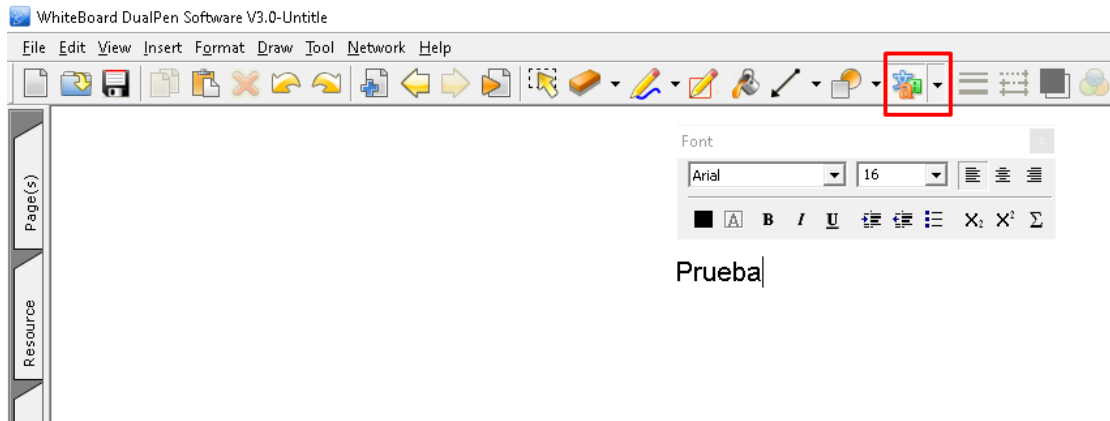 WhiteBoard DualPen Software V3.0-Untitle
File Edit View Insert Format Draw Tool Network Help
Page(s)
Resource
Font
Arial 16
A B I U X₂ X² Σ
Prueba